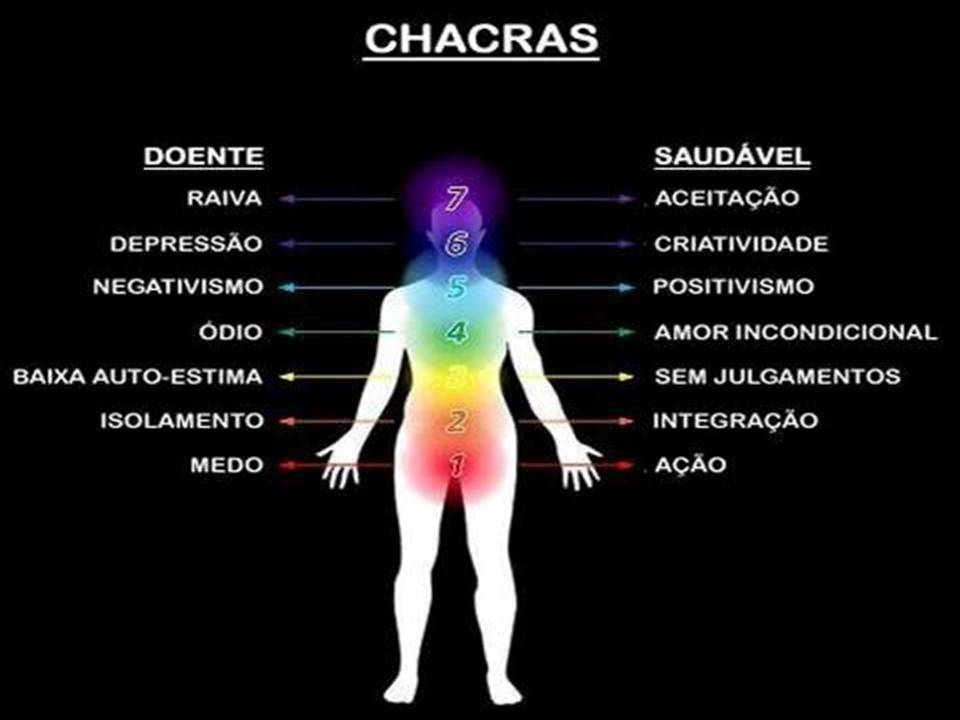 CHACRAS
DOENTE SAUDÁVEL
RAIVA 7 ACEITAÇÃO
DEPRESSÃO 6 CRIATIVIDADE
NEGATIVISMO 5 POSITIVISMO
ÓDIO 4 AMOR INCONDICIONAL
BAIXA AUTO-ESTIMA 3 SEM JULGAMENTOS
ISOLAMENTO 2 INTEGRAÇÃO
MEDO 1 AÇÃO